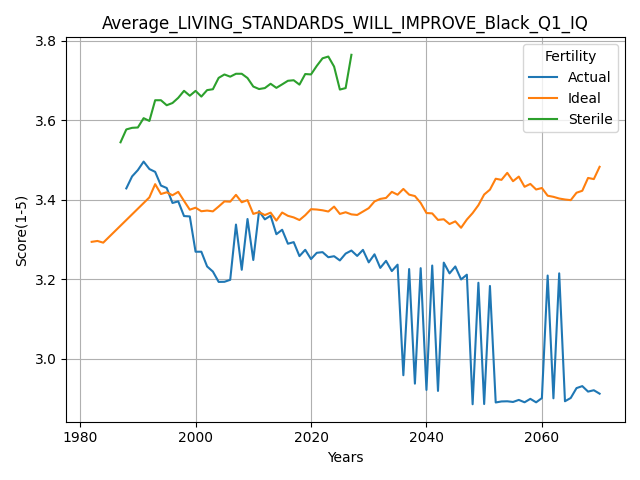 Average_LIVING_STANDARDS_WILL_IMPROVE_Black_Q1_IQ
Fertility
Actual
Ideal
Sterile
Score(1-5)
3.8
3.6
3.4
3.2
3.0
1980 2000 2020 2040 2060
Years